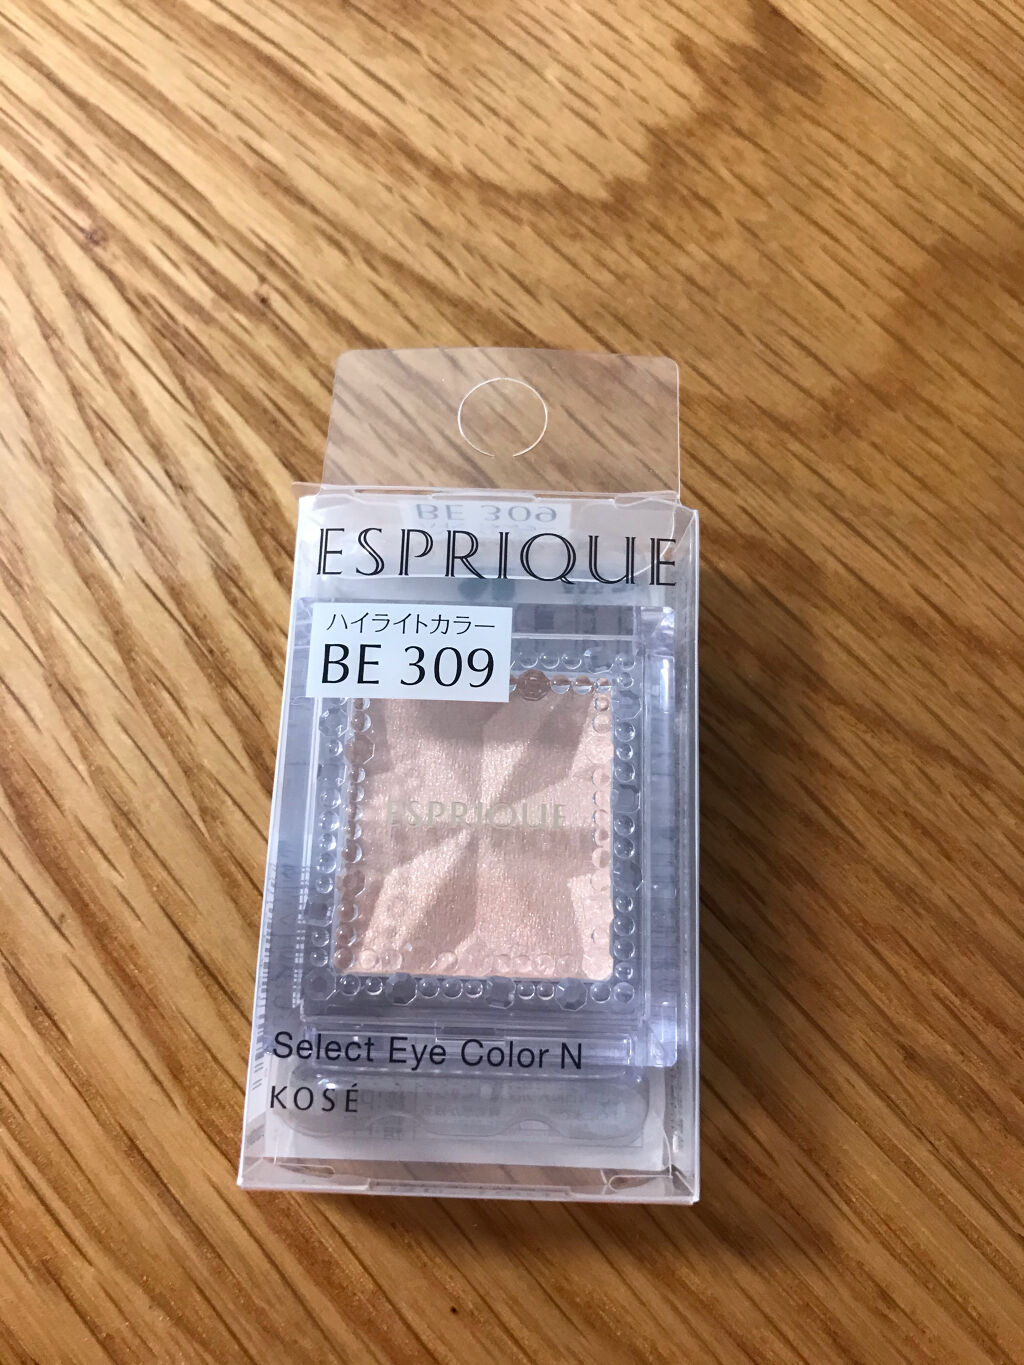 BE 309
ESPRIQUE
ハイライトカラー
BE 309
ESPRIQUE
Select Eye Color N
KOSÉ